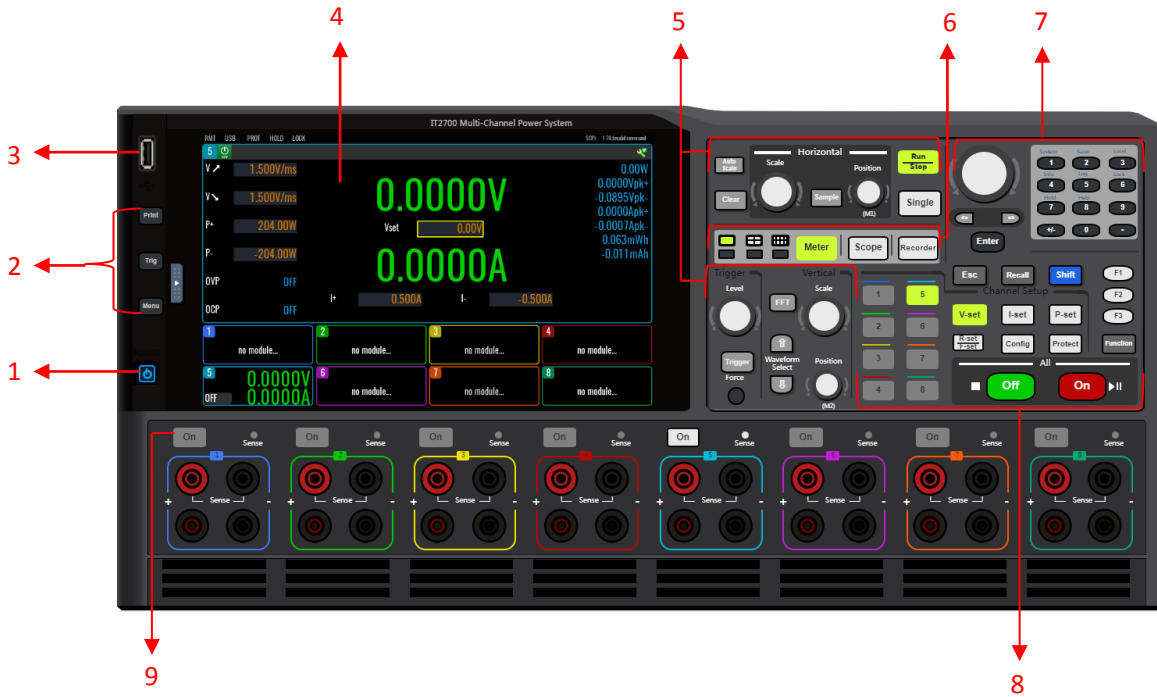 4
5
6
7
3
2
1
9
8
IT2700 Multi-Channel Power System
RMT USB PROT HOLD LOCK
5 OFF
V 1.500V/ms
V 1.500V/ms
P+ 204.00W
P- -204.00W
OVP OFF
OCP OFF
0.0000V
Vset 0.00V
0.0000A
I+ 0.500A I- -0.500A
0.00W
0.0000Vpk+
-0.0895Vpk-
0.0000Apk+
-0.0007Apk-
0.063mWh
-0.011mAh
1 no module...
2 no module...
3 no module...
4 no module...
5 0.0000V
OFF 0.0000A
6 no module...
7 no module...
8 no module...
Print
Trig
Menu
Auto
Scale
Clear
Horizontal
Scale
Sample
Position
(M1)
Run
Stop
Single
Meter
Scope
Recorder
Trigger
Level
Trigger
Force
FFT
Waveform
Select
Vertical
Scale
Position
(M2)
System Save Local
1 2 3
Info Log Lock
4 5 6
Hold Help
7 8 9
+/- 0 -
Enter
Esc
Recall
Shift
F1
F2
F3
Function
Channel Setup
V-set
I-set
P-set
R-set
F-set
Config
Protect
1 5
2 6
3 7
4 8
All
Off
On
On Sense
On Sense
On Sense
On Sense
On Sense
On Sense
On Sense
On Sense
1 2 3 4 5 6 7 8
+ Sense -
+ Sense -
+ Sense -
+ Sense -
+ Sense -
+ Sense -
+ Sense -
+ Sense -